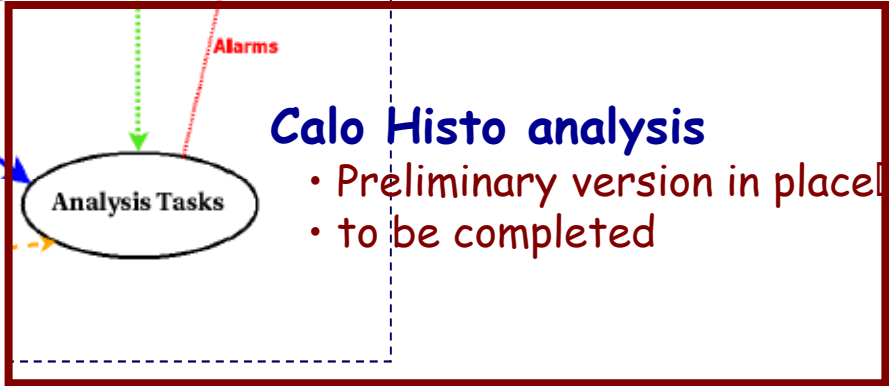 Alarms
Calo Histo analysis
• Preliminary version in place
Analysis Tasks
• to be completed